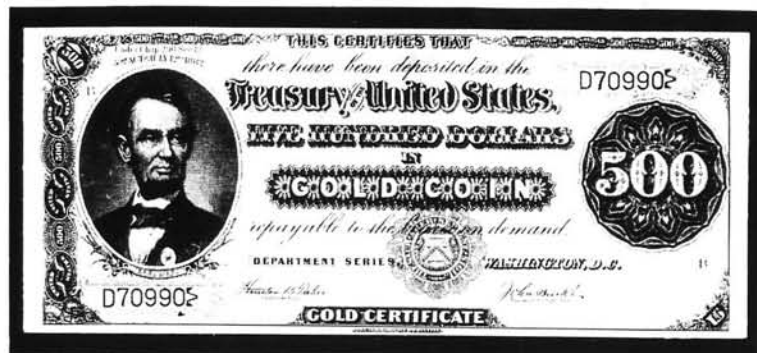 THIS CERTIFIES THAT
500
there have been deposited in the
D70990
Treasury of the United States,
FIVE HUNDRED DOLLARS
IN
GOLD COIN
500
repayable to the bearer on demand.
DEPARTMENT SERIES, WASHINGTON, D.C.
B
D70990
GOLD CERTIFICATE